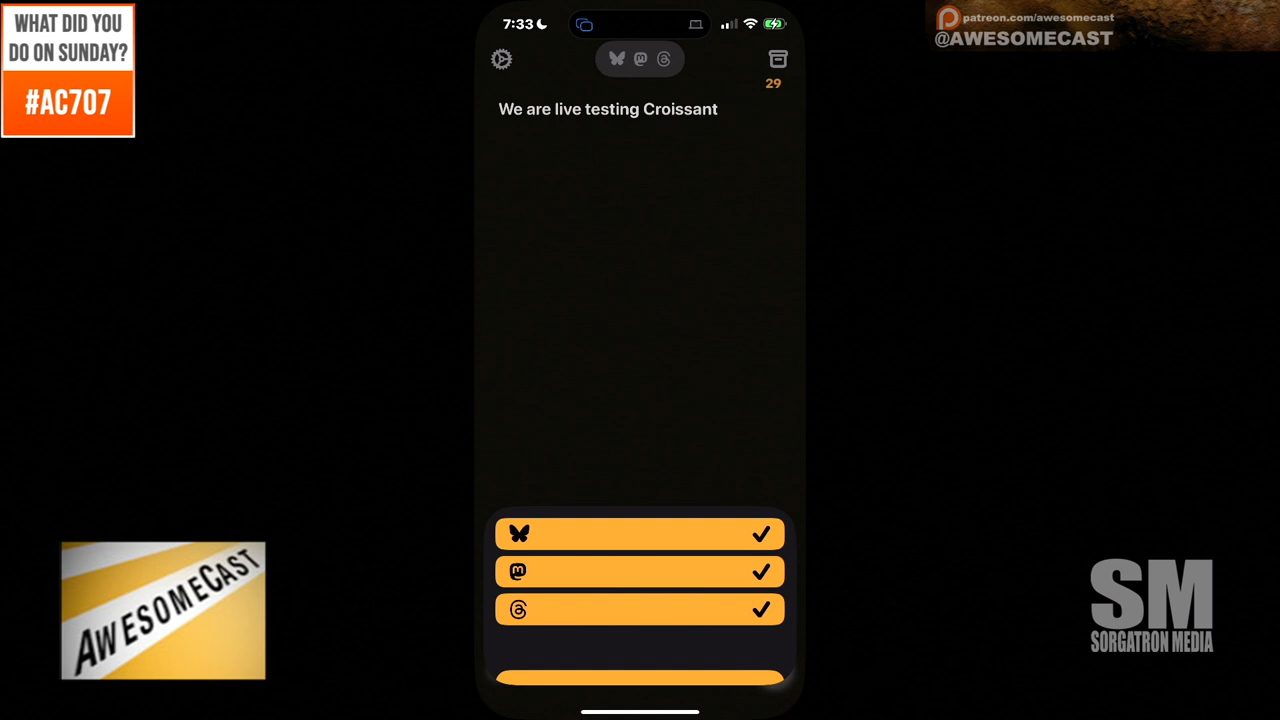 WHAT DID YOU
DO ON SUNDAY?
#AC707
7:33
29
We are live testing Croissant
patreon.com/awesomecast
@AWESOMECAST
AWESOMECAST
SM
SORGATRON MEDIA